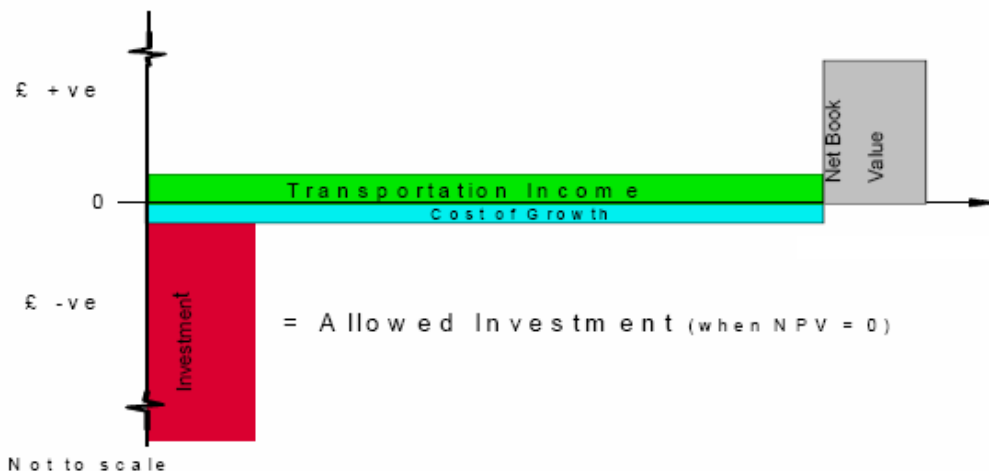 £ +ve
Net Book
Value
Transportation Income
0
Cost of Growth
£ -ve
Investment
= Allowed Investment (when NPV = 0)
Not to scale